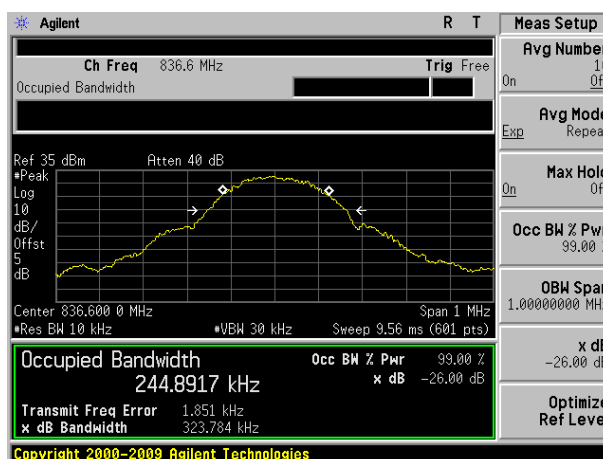 Agilent R T Meas Setup
Ch Freq 836.6 MHz Trig Free
Occupied Bandwidth
Avg Number
On
Avg Mode
Exp Repeat
Max Hold
On
Occ BW % Pwr
99.00 %
OBW Span
1.00000000 MHz
x dB
-26.00 dB
Optimize
Ref Level
Ref 35 dBm Atten 40 dB
#Peak
Log
10
dB/
Offst
5
dB
Center 836.600 0 MHz Span 1 MHz
#Res BW 10 kHz #VBW 30 kHz Sweep 9.56 ms (601 pts)
Occupied Bandwidth Occ BW % Pwr 99.00 %
244.8917 kHz x dB -26.00 dB
Transmit Freq Error 1.851 kHz
x dB Bandwidth 323.784 kHz
Copyright 2000-2009 Agilent Technologies